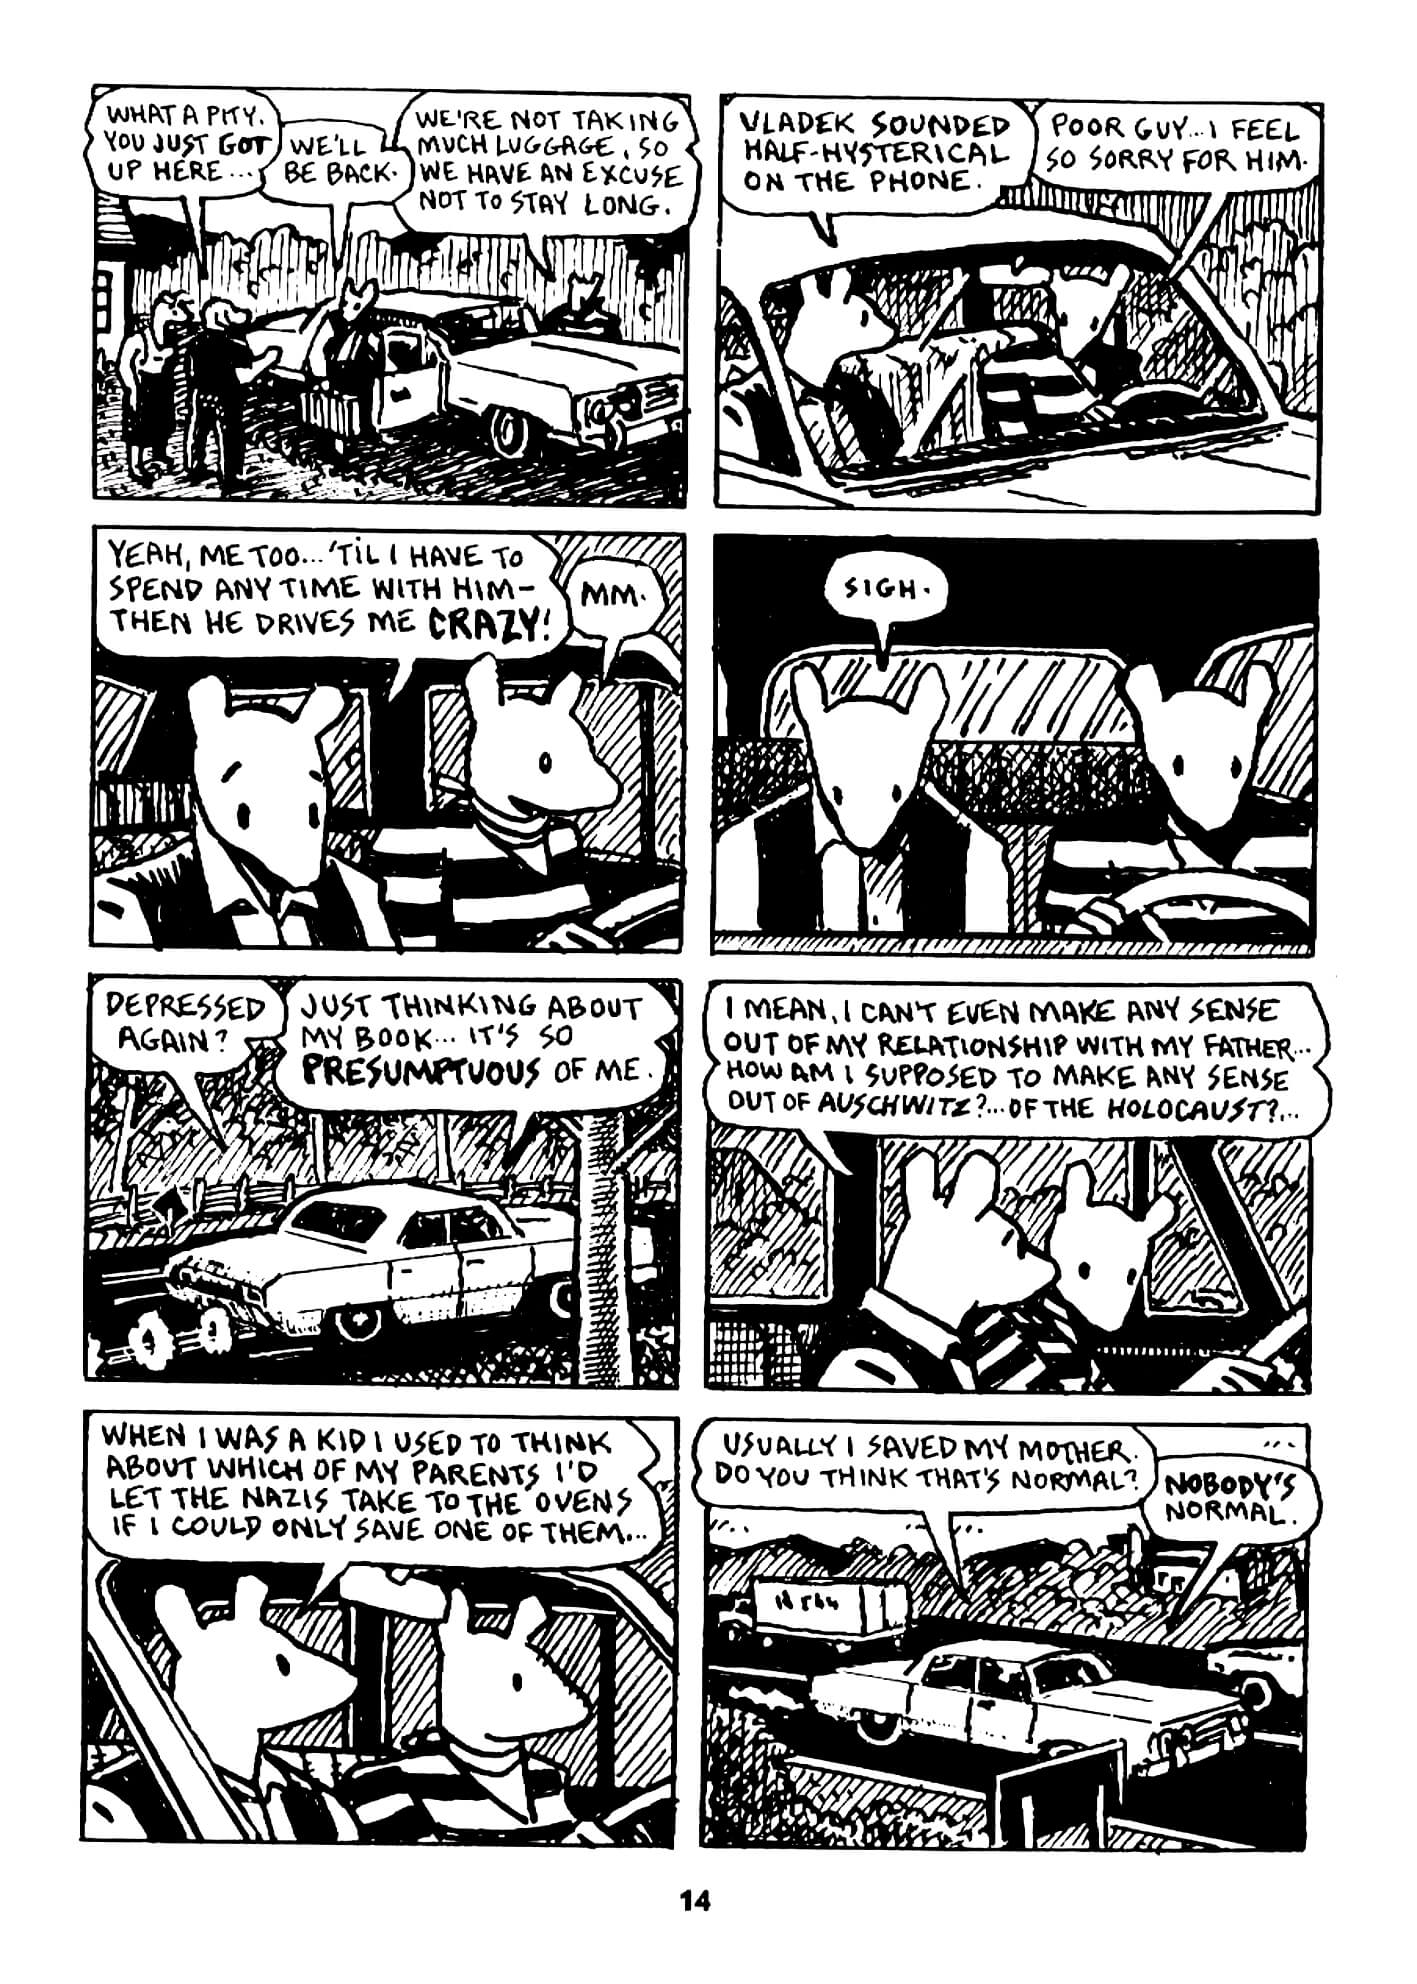 WHAT A PITY.
YOU JUST GOT
UP HERE...
WE'LL
BE BACK.
WE'RE NOT TAKING
MUCH LUGGAGE, SO
WE HAVE AN EXCUSE
NOT TO STAY LONG.
VLADEK SOUNDED
HALF-HYSTERICAL
ON THE PHONE.
POOR GUY...I FEEL
SO SORRY FOR HIM.
YEAH, ME TOO...'TIL I HAVE TO
SPEND ANY TIME WITH HIM—
THEN HE DRIVES ME CRAZY!
MM.
SIGH.
DEPRESSED
AGAIN?
JUST THINKING ABOUT
MY BOOK... IT'S SO
PRESUMPTUOUS OF ME.
I MEAN, I CAN'T EVEN MAKE ANY SENSE
OUT OF MY RELATIONSHIP WITH MY FATHER...
HOW AM I SUPPOSED TO MAKE ANY SENSE
OUT OF AUSCHWITZ?...OF THE HOLOCAUST?...
WHEN I WAS A KID I USED TO THINK
ABOUT WHICH OF MY PARENTS I'D
LET THE NAZIS TAKE TO THE OVENS
IF I COULD ONLY SAVE ONE OF THEM...
USUALLY I SAVED MY MOTHER.
DO YOU THINK THAT'S NORMAL?
NOBODY'S
NORMAL.
14